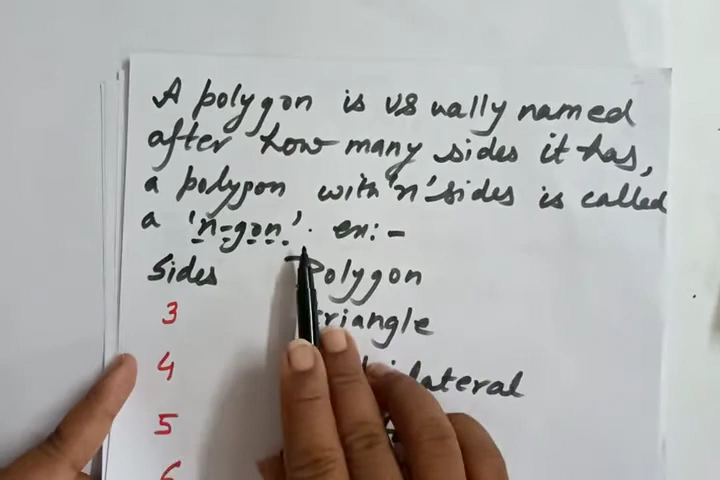 A polygon is usually named
after how many sides it has,
a polygon with 'n' sides is called
a 'n-gon'. ex:-
Sides Polygon
3 triangle
4 lateral
5
6